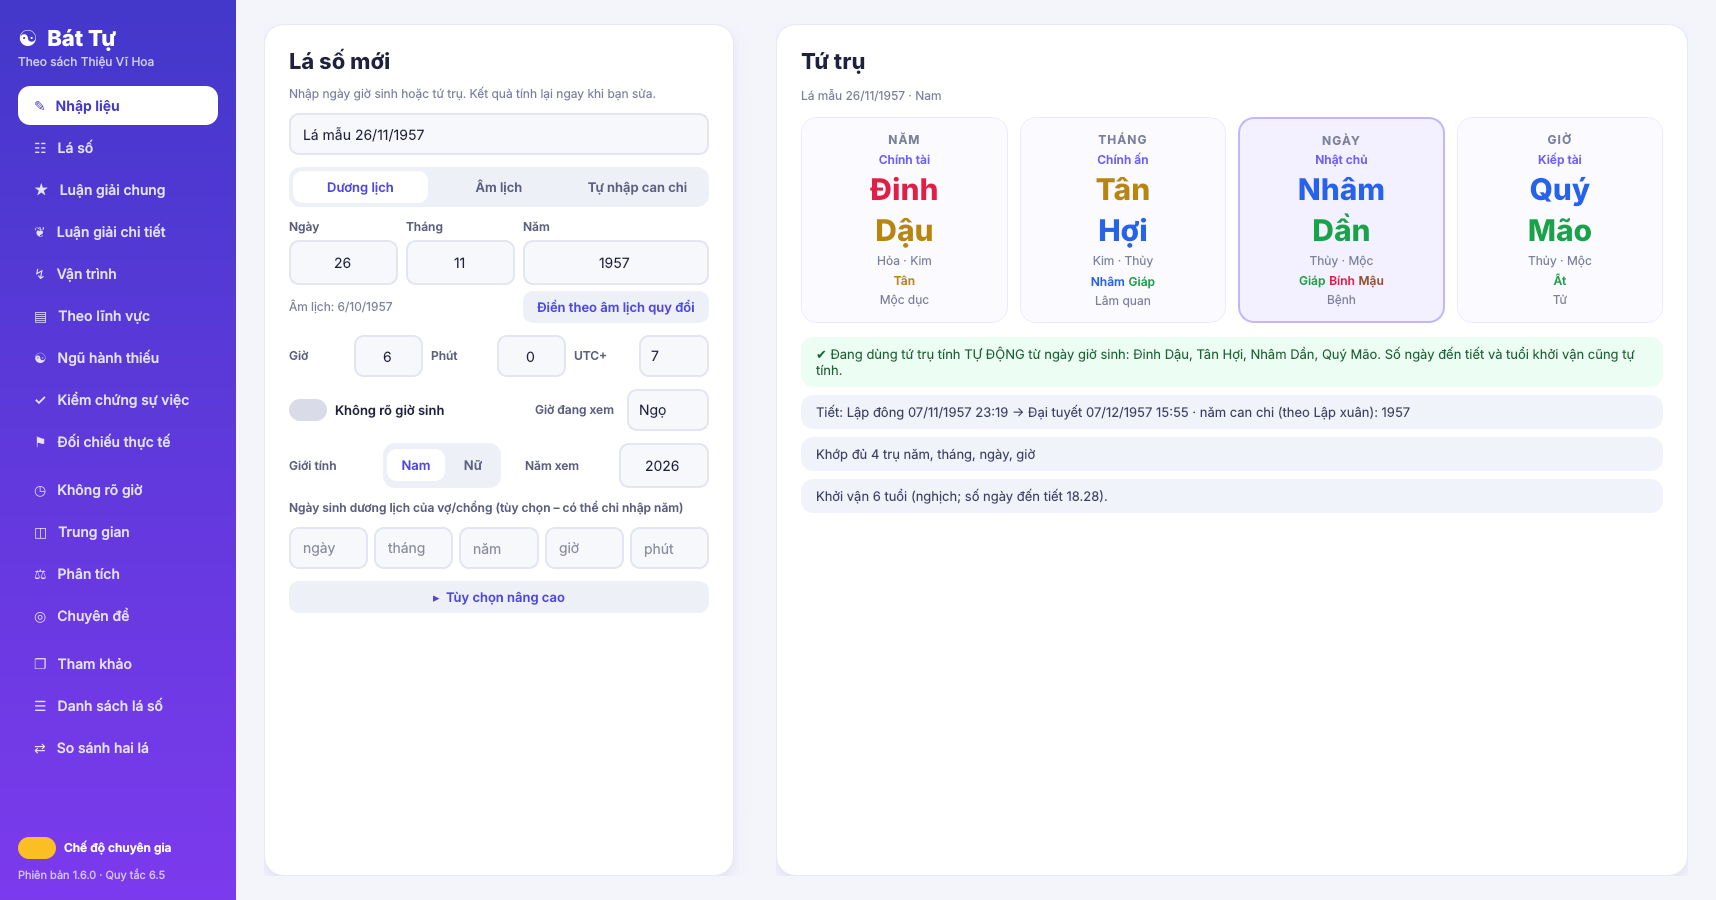 ☯ Bát Tự
Theo sách Thiệu Vĩ Hoa
✎ Nhập liệu
☷ Lá số
★ Luận giải chung
❦ Luận giải chi tiết
↯ Vận trình
▤ Theo lĩnh vực
☯ Ngũ hành thiếu
✓ Kiểm chứng sự việc
⚑ Đối chiếu thực tế
◷ Không rõ giờ
◫ Trung gian
⚖ Phân tích
◎ Chuyên đề
❐ Tham khảo
☰ Danh sách lá số
⇄ So sánh hai lá
Chế độ chuyên gia
Phiên bản 1.6.0 · Quy tắc 6.5
Lá số mới
Nhập ngày giờ sinh hoặc tứ trụ. Kết quả tính lại ngay khi bạn sửa.
Lá mẫu 26/11/1957
Dương lịch Âm lịch Tự nhập can chi
Ngày Tháng Năm
26 11 1957
Âm lịch: 6/10/1957 Điền theo âm lịch quy đổi
Giờ 6 Phút 0 UTC+ 7
Không rõ giờ sinh Giờ đang xem Ngọ
Giới tính Nam Nữ Năm xem 2026
Ngày sinh dương lịch của vợ/chồng (tùy chọn – có thể chỉ nhập năm)
ngày tháng năm giờ phút
▸ Tùy chọn nâng cao
Tứ trụ
Lá mẫu 26/11/1957 · Nam
NĂM THÁNG NGÀY GIỜ
Chính tài Chính ấn Nhật chủ Kiếp tài
Đinh Tân Nhâm Quý
Dậu Hợi Dần Mão
Hỏa · Kim Kim · Thủy Thủy · Mộc Thủy · Mộc
Tân Nhâm Giáp Giáp Bính Mậu Ất
Mộc dục Lâm quan Bệnh Tử
✔ Đang dùng tứ trụ tính TỰ ĐỘNG từ ngày giờ sinh: Đinh Dậu, Tân Hợi, Nhâm Dần, Quý Mão. Số ngày đến tiết và tuổi khởi vận cũng tự
tính.
Tiết: Lập đông 07/11/1957 23:19 → Đại tuyết 07/12/1957 15:55 · năm can chi (theo Lập xuân): 1957
Khớp đủ 4 trụ năm, tháng, ngày, giờ
Khởi vận 6 tuổi (nghịch; số ngày đến tiết 18.28).